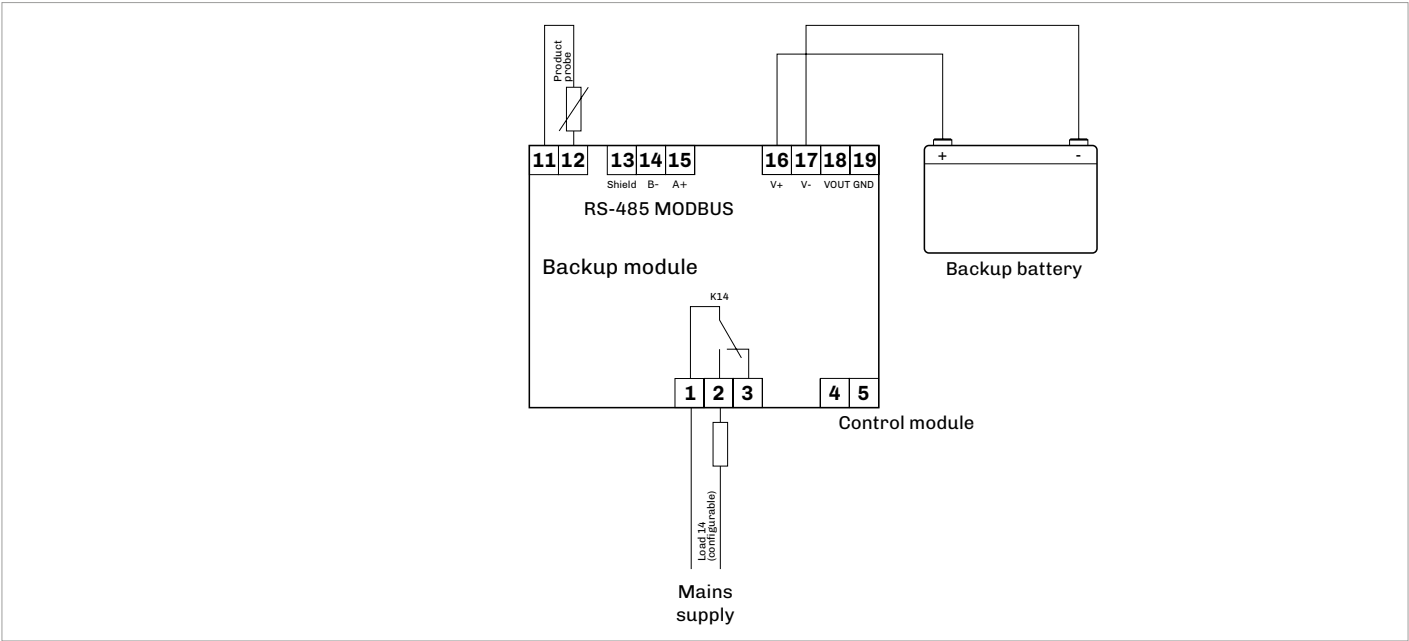 Product
probe
11 12 13 14 15 16 17 18 19
Shield B- A+ V+ V- VOUT GND
+ -
RS-485 MODBUS
Backup module
Backup battery
K14
1 2 3 4 5
Control module
Load 14
(configurable)
Mains
supply